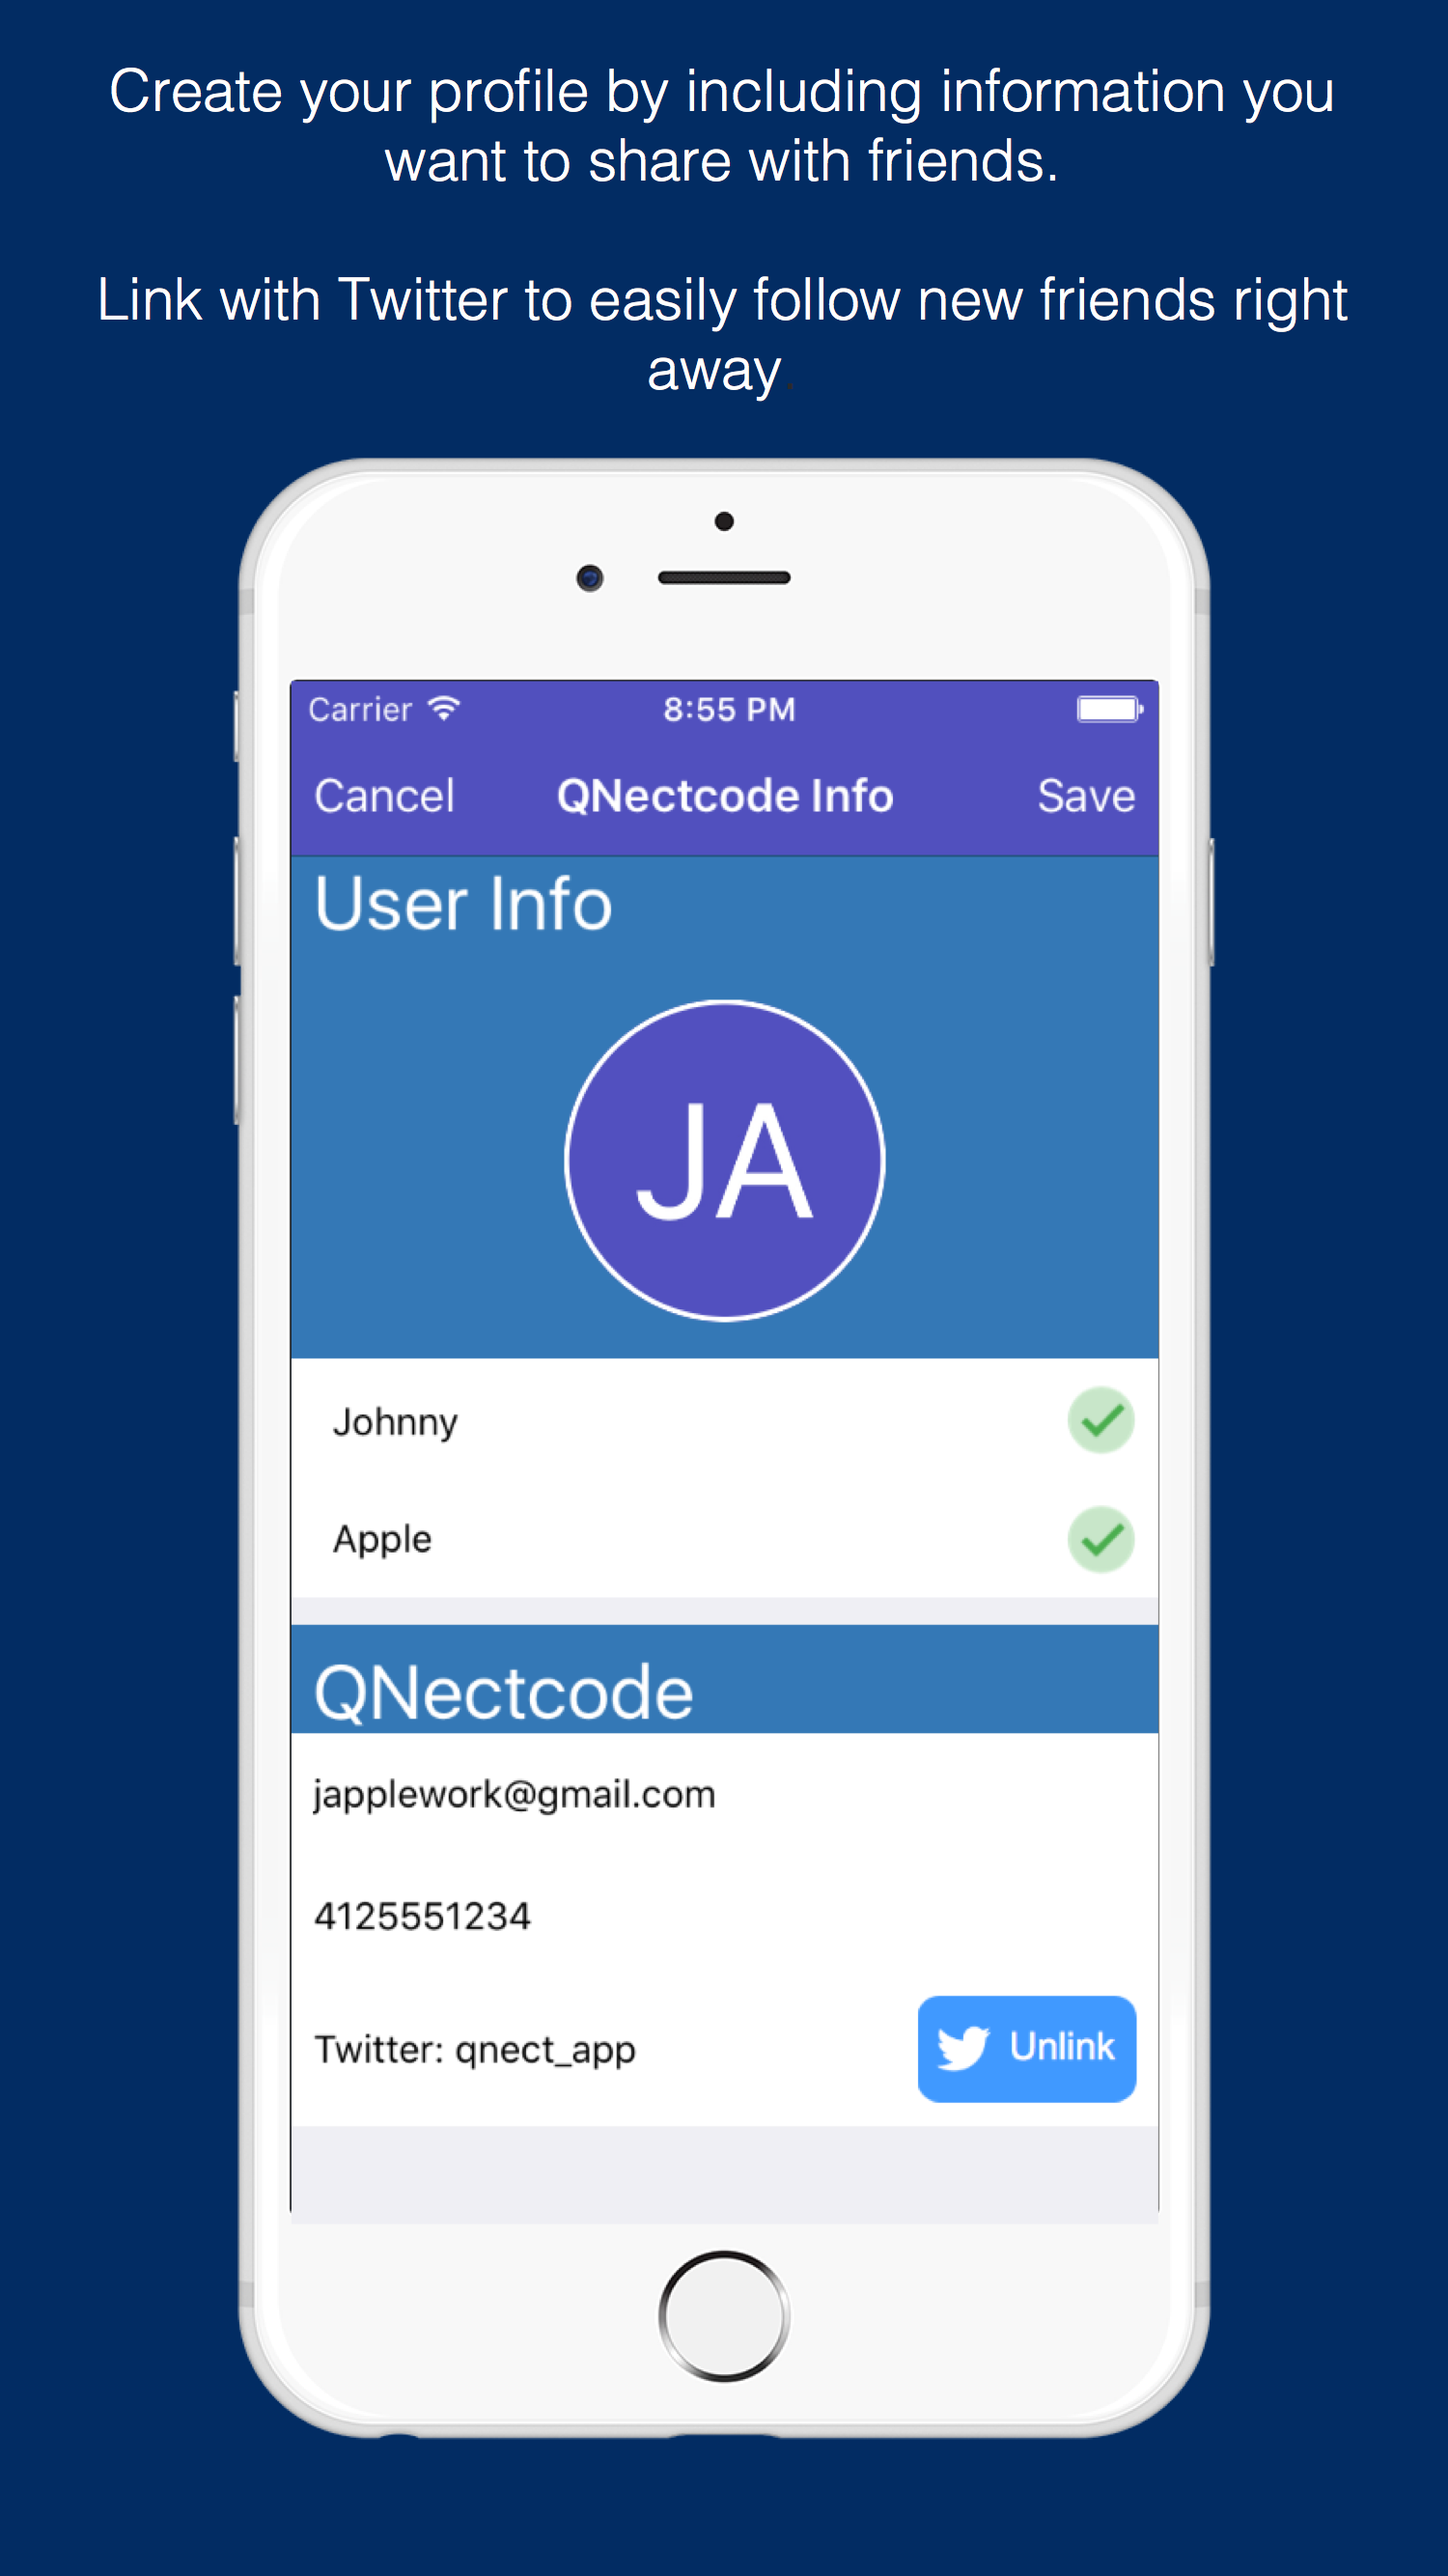 Create your profile by including information you
want to share with friends.
Link with Twitter to easily follow new friends right
away.
Carrier 8:55 PM
Cancel QNectcode Info Save
User Info
JA
Johnny
Apple
QNectcode
japplework@gmail.com
4125551234
Twitter: qnect_app Unlink